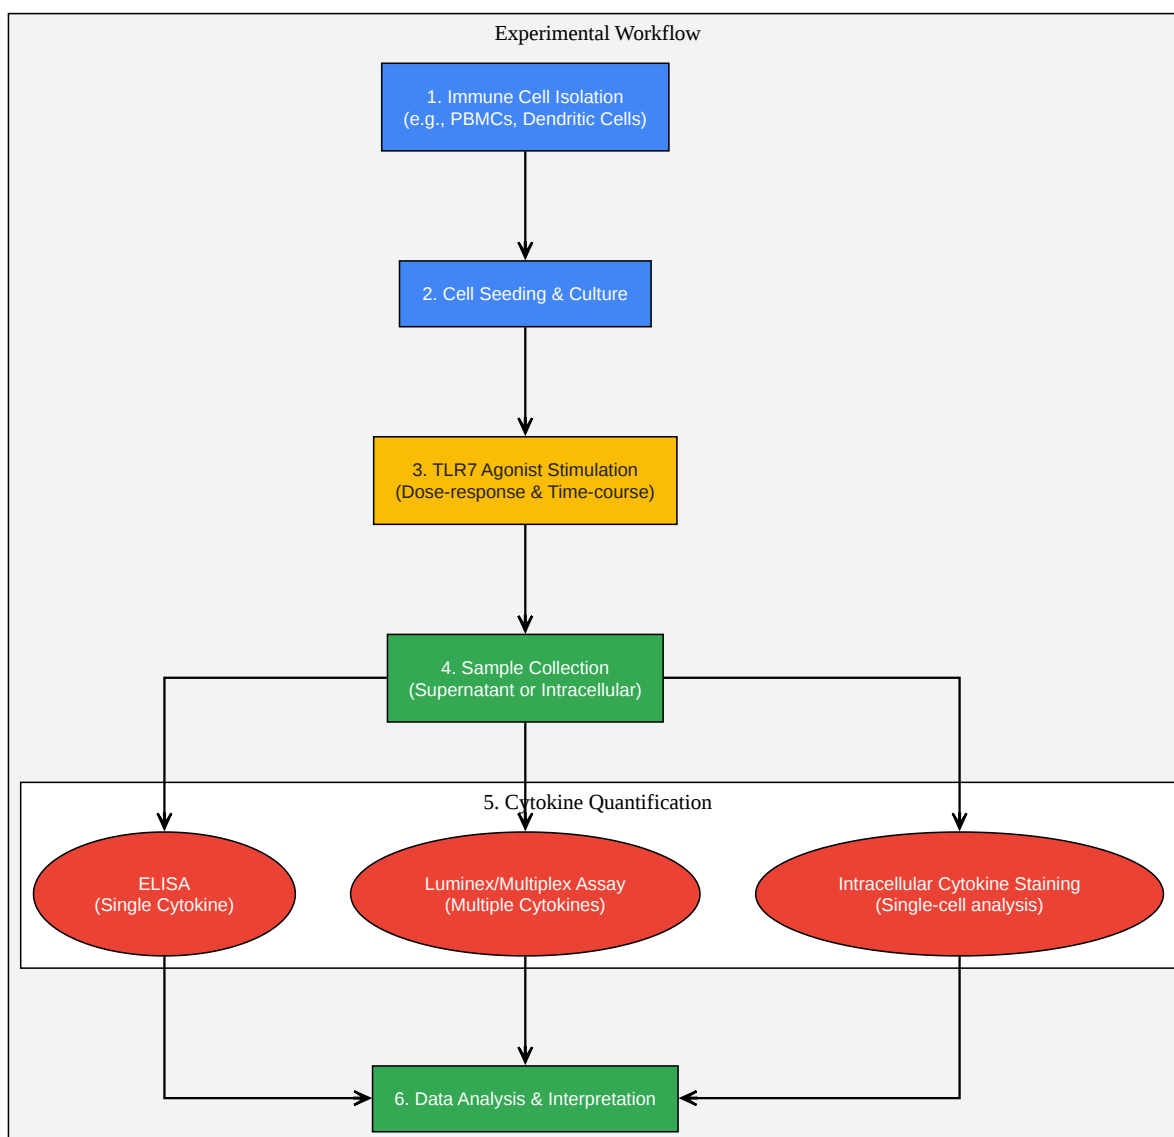 Experimental Workflow
1. Immune Cell Isolation
(e.g., PBMCs, Dendritic Cells)
2. Cell Seeding & Culture
3. TLR7 Agonist Stimulation
(Dose-response & Time-course)
4. Sample Collection
(Supernatant or Intracellular)
5. Cytokine Quantification
ELISA
(Single Cytokine)
Luminex/Multiplex Assay
(Multiple Cytokines)
Intracellular Cytokine Staining
(Single-cell analysis)
6. Data Analysis & Interpretation